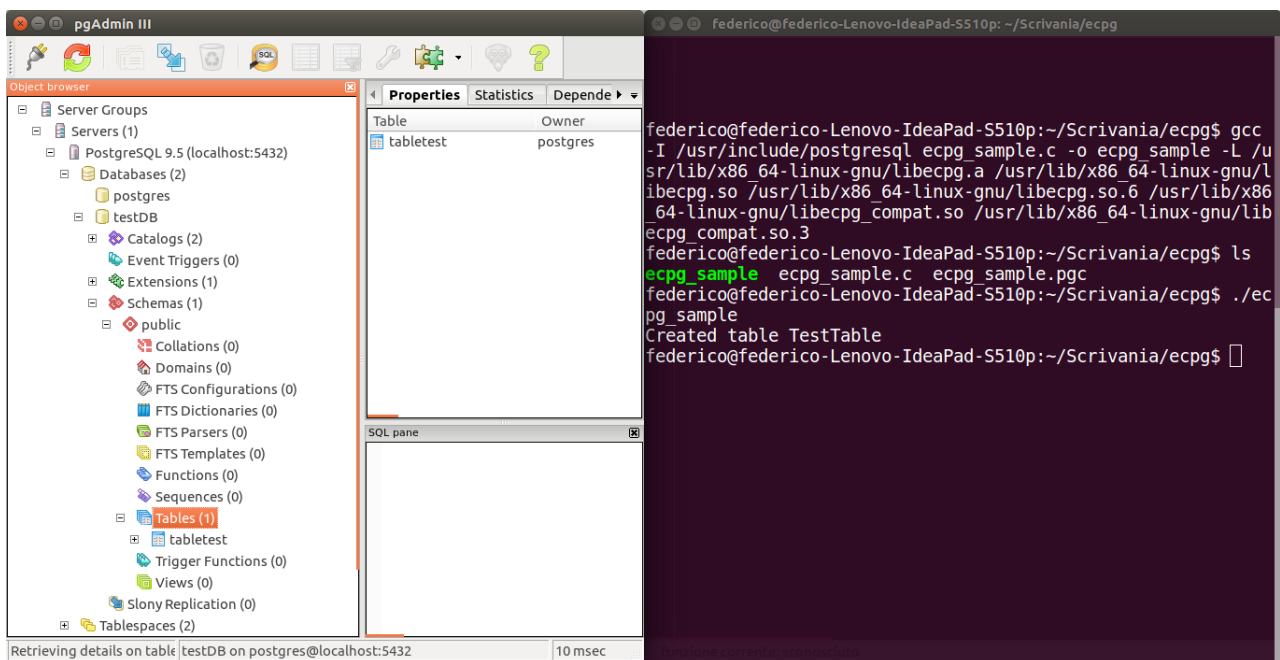 pgAdmin III
SQL
Object browser
Server Groups
Servers (1)
PostgreSQL 9.5 (localhost:5432)
Databases (2)
postgres
testDB
Catalogs (2)
Event Triggers (0)
Extensions (1)
Schemas (1)
public
Collations (0)
Domains (0)
FTS Configurations (0)
FTS Dictionaries (0)
FTS Parsers (0)
FTS Templates (0)
Functions (0)
Sequences (0)
Tables (1)
tabletest
Trigger Functions (0)
Views (0)
Slony Replication (0)
Tablespaces (2)
Properties Statistics Depende
Table Owner
tabletest postgres
SQL pane
Retrieving details on table testDB on postgres@localhost:5432 10 msec
federico@federico-Lenovo-IdeaPad-S510p: ~/Scrivania/ecpg
federico@federico-Lenovo-IdeaPad-S510p:~/Scrivania/ecpg$ gcc
-I /usr/include/postgresql ecpg_sample.c -o ecpg_sample -L /u
sr/lib/x86_64-linux-gnu/libecpg.a /usr/lib/x86_64-linux-gnu/l
ibecpg.so /usr/lib/x86_64-linux-gnu/libecpg.so.6 /usr/lib/x86
_64-linux-gnu/libecpg_compat.so /usr/lib/x86_64-linux-gnu/lib
ecpg_compat.so.3
federico@federico-Lenovo-IdeaPad-S510p:~/Scrivania/ecpg$ ls
ecpg_sample ecpg_sample.c ecpg_sample.pgc
federico@federico-Lenovo-IdeaPad-S510p:~/Scrivania/ecpg$ ./ec
pg_sample
Created table TestTable
federico@federico-Lenovo-IdeaPad-S510p:~/Scrivania/ecpg$